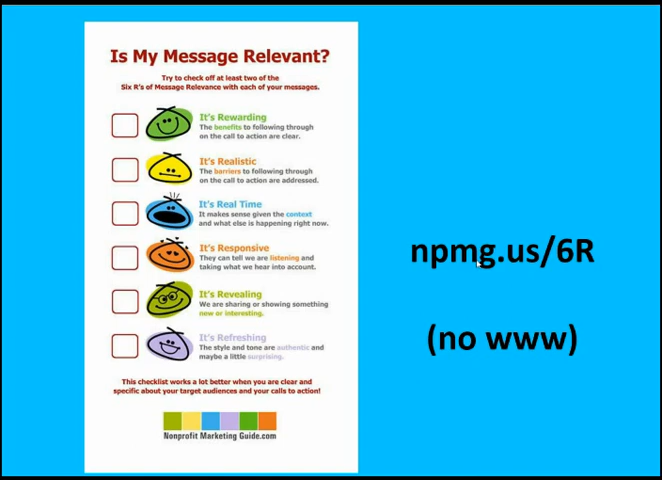 Is My Message Relevant?
Try to check off at least two of the
Six R's of Message Relevance with each of your messages.
It's Rewarding
The benefits to following through
on the call to action are clear.
It's Realistic
The barriers to following through
on the call to action are addressed.
It's Real Time
It makes sense given the context
and what else is happening right now.
It's Responsive
They can tell we are listening and
taking what we hear into account.
It's Revealing
We are sharing or showing something
new or interesting.
It's Refreshing
The style and tone are authentic and
maybe a little surprising.
This checklist works a lot better when you are clear and
specific about your target audiences and your calls to action!
Nonprofit Marketing Guide.com
npmg.us/6R
(no www)